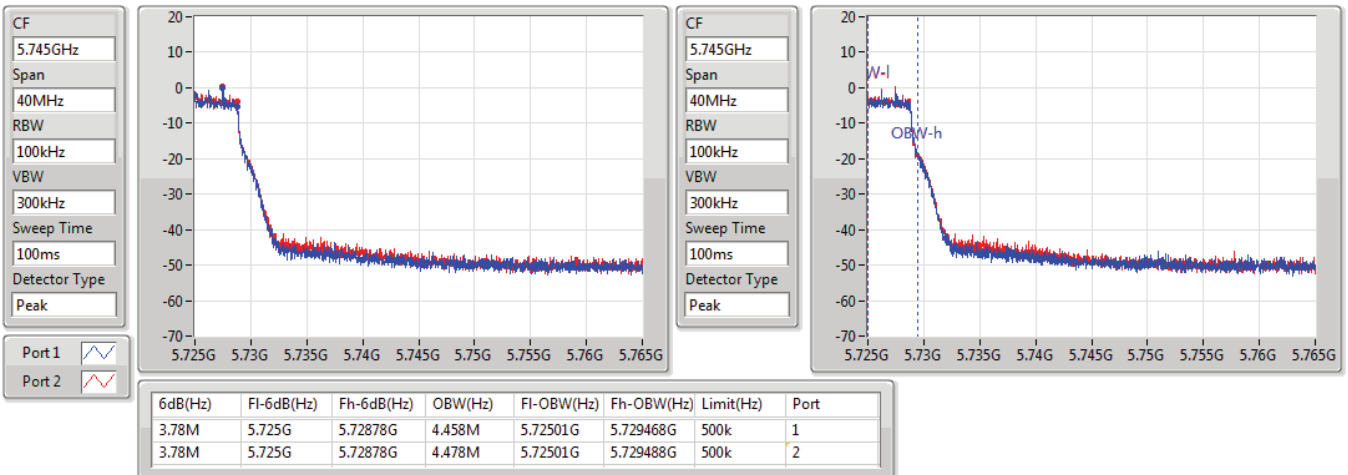 CF
5.745GHz
Span
40MHz
RBW
100kHz
VBW
300kHz
Sweep Time
100ms
Detector Type
Peak
Port 1
Port 2
20
10
0
-10
-20
-30
-40
-50
-60
-70
5.725G 5.73G 5.735G 5.74G 5.745G 5.75G 5.755G 5.76G 5.765G
CF
5.745GHz
Span
40MHz
RBW
100kHz
VBW
300kHz
Sweep Time
100ms
Detector Type
Peak
20
10
0
-10
-20
-30
-40
-50
-60
-70
W-l
OBW-h
5.725G 5.73G 5.735G 5.74G 5.745G 5.75G 5.755G 5.76G 5.765G
6dB(Hz) Fl-6dB(Hz) Fh-6dB(Hz) OBW(Hz) Fl-OBW(Hz) Fh-OBW(Hz) Limit(Hz) Port
3.78M 5.725G 5.72878G 4.458M 5.72501G 5.729468G 500k 1
3.78M 5.725G 5.72878G 4.478M 5.72501G 5.729488G 500k 2